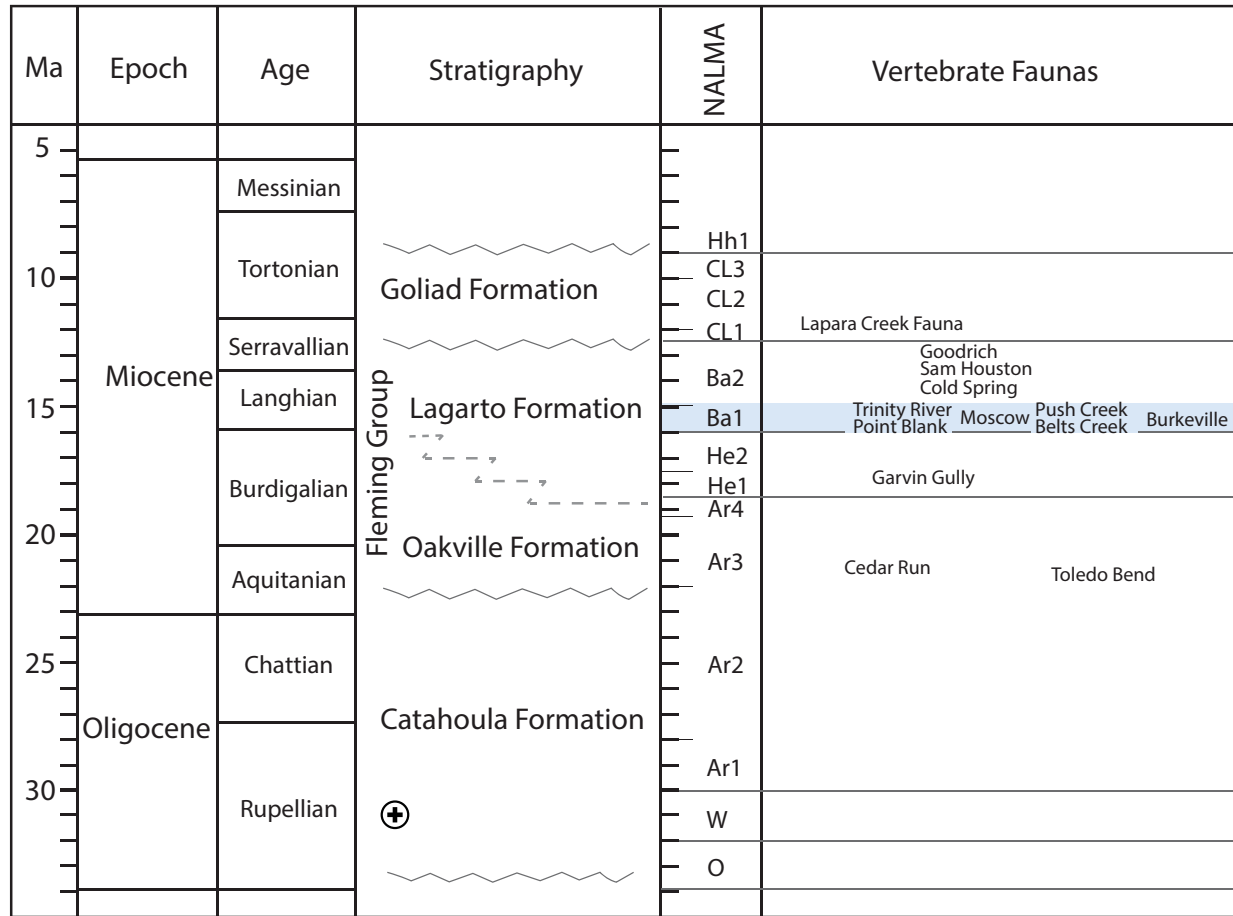 Ma
Epoch
Age
Stratigraphy
NALMA
Vertebrate Faunas
5
10
15
20
25
30
Miocene
Oligocene
Messinian
Tortonian
Serravallian
Langhian
Burdigalian
Aquitanian
Chattian
Rupellian
Goliad Formation
Fleming Group
Lagarto Formation
Oakville Formation
Catahoula Formation
Hh1
CL3
CL2
CL1
Ba2
Ba1
He2
He1
Ar4
Ar3
Ar2
Ar1
W
O
Lapara Creek Fauna
Goodrich
Sam Houston
Cold Spring
Trinity River
Point Blank
Moscow
Push Creek
Belts Creek
Burkeville
Garvin Gully
Cedar Run
Toledo Bend